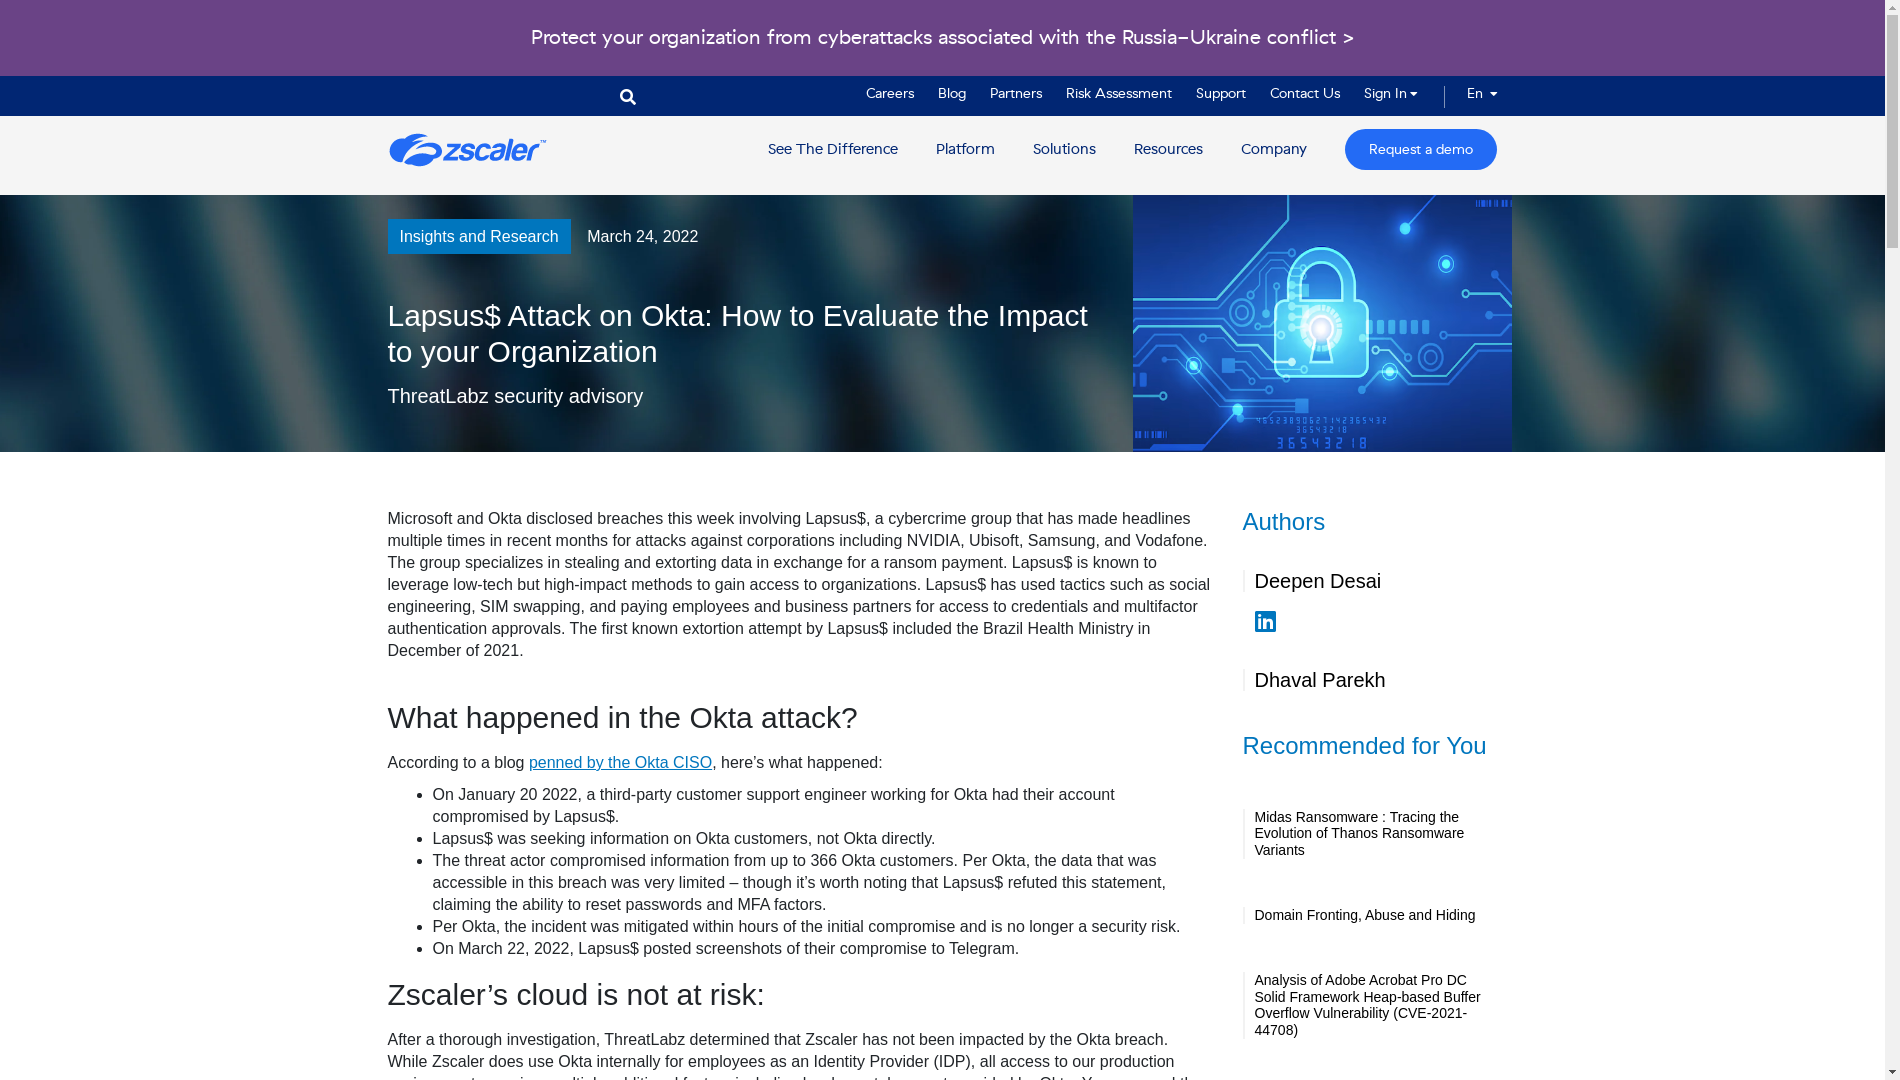 Protect your organization from cyberattacks associated with the Russia–Ukraine conflict >
Careers Blog Partners Risk Assessment Support Contact Us Sign In En
zscaler™ See The Difference Platform Solutions Resources Company Request a demo
Insights and Research March 24, 2022
Lapsus$ Attack on Okta: How to Evaluate the Impact
to your Organization
ThreatLabz security advisory
36543218
36543218
Microsoft and Okta disclosed breaches this week involving Lapsus$, a cybercrime group that has made headlines
multiple times in recent months for attacks against corporations including NVIDIA, Ubisoft, Samsung, and Vodafone.
The group specializes in stealing and extorting data in exchange for a ransom payment. Lapsus$ is known to
leverage low-tech but high-impact methods to gain access to organizations. Lapsus$ has used tactics such as social
engineering, SIM swapping, and paying employees and business partners for access to credentials and multifactor
authentication approvals. The first known extortion attempt by Lapsus$ included the Brazil Health Ministry in
December of 2021.
What happened in the Okta attack?
According to a blog penned by the Okta CISO, here’s what happened:
• On January 20 2022, a third-party customer support engineer working for Okta had their account
compromised by Lapsus$.
• Lapsus$ was seeking information on Okta customers, not Okta directly.
• The threat actor compromised information from up to 366 Okta customers. Per Okta, the data that was
accessible in this breach was very limited – though it’s worth noting that Lapsus$ refuted this statement,
claiming the ability to reset passwords and MFA factors.
• Per Okta, the incident was mitigated within hours of the initial compromise and is no longer a security risk.
• On March 22, 2022, Lapsus$ posted screenshots of their compromise to Telegram.
Zscaler’s cloud is not at risk:
After a thorough investigation, ThreatLabz determined that Zscaler has not been impacted by the Okta breach.
While Zscaler does use Okta internally for employees as an Identity Provider (IDP), all access to our production
Authors
Deepen Desai
in
Dhaval Parekh
Recommended for You
Midas Ransomware : Tracing the
Evolution of Thanos Ransomware
Variants
Domain Fronting, Abuse and Hiding
Analysis of Adobe Acrobat Pro DC
Solid Framework Heap-based Buffer
Overflow Vulnerability (CVE-2021-
44708)